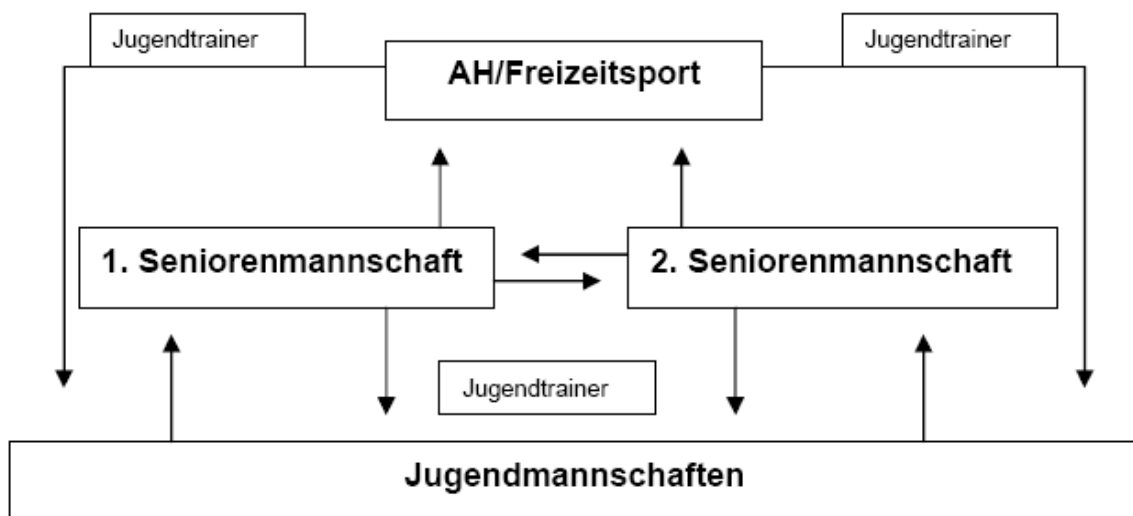 Jugendtrainer
Jugendtrainer
AH/Freizeitsport
1. Seniorenmannschaft
2. Seniorenmannschaft
Jugendtrainer
Jugendmannschaften